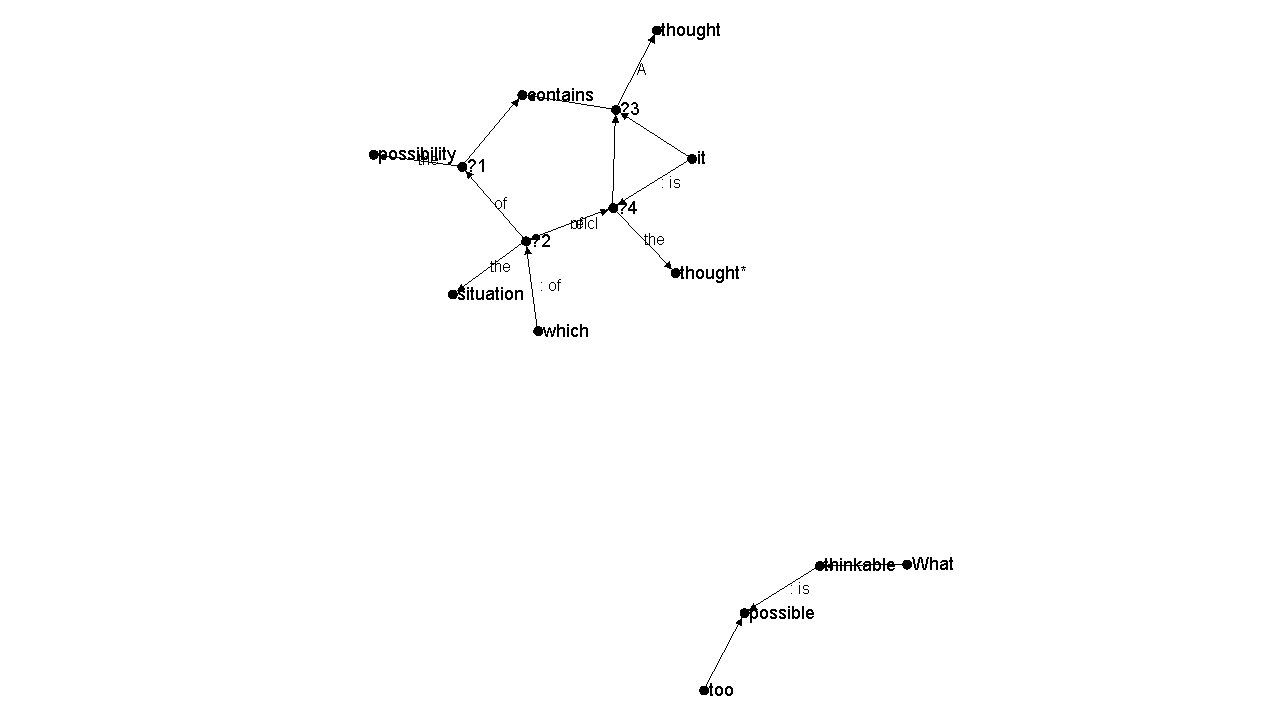 thought
A
contains
?3
possibility
the
?1
it
: is
of
?4
?2
the
the
thought*
situation
: of
which
thinkable
What
: is
possible
too